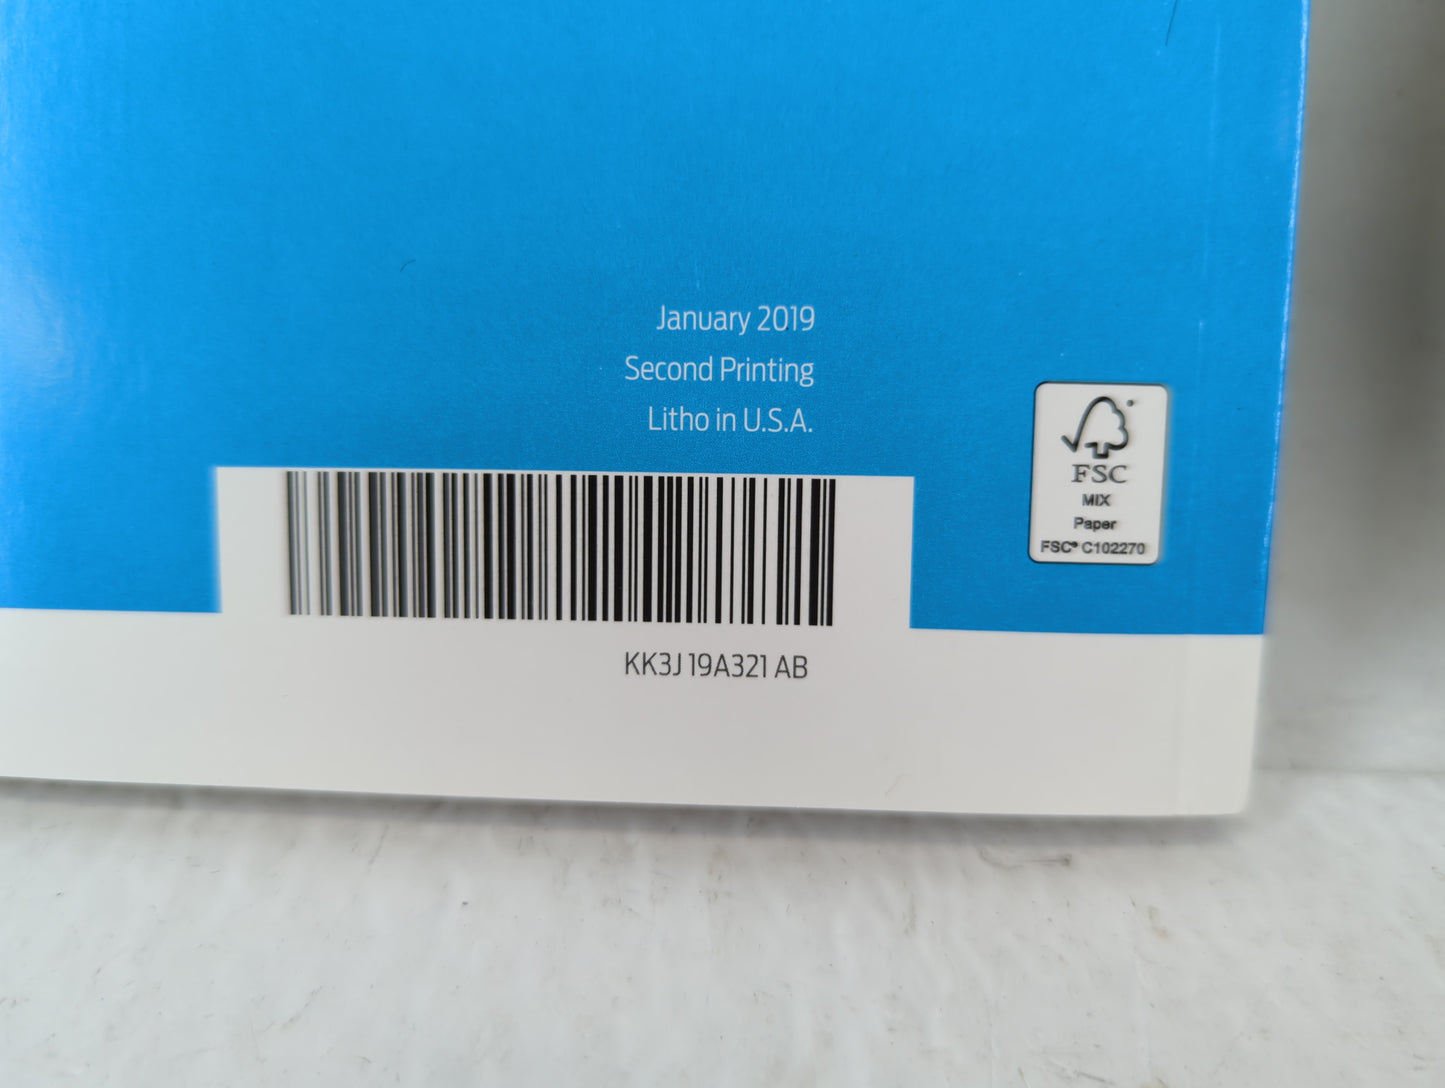 January 2019
Second Printing
Litho in U.S.A.
FSC
MIX
Paper
FSC® C102270
KK3J 19A321 AB